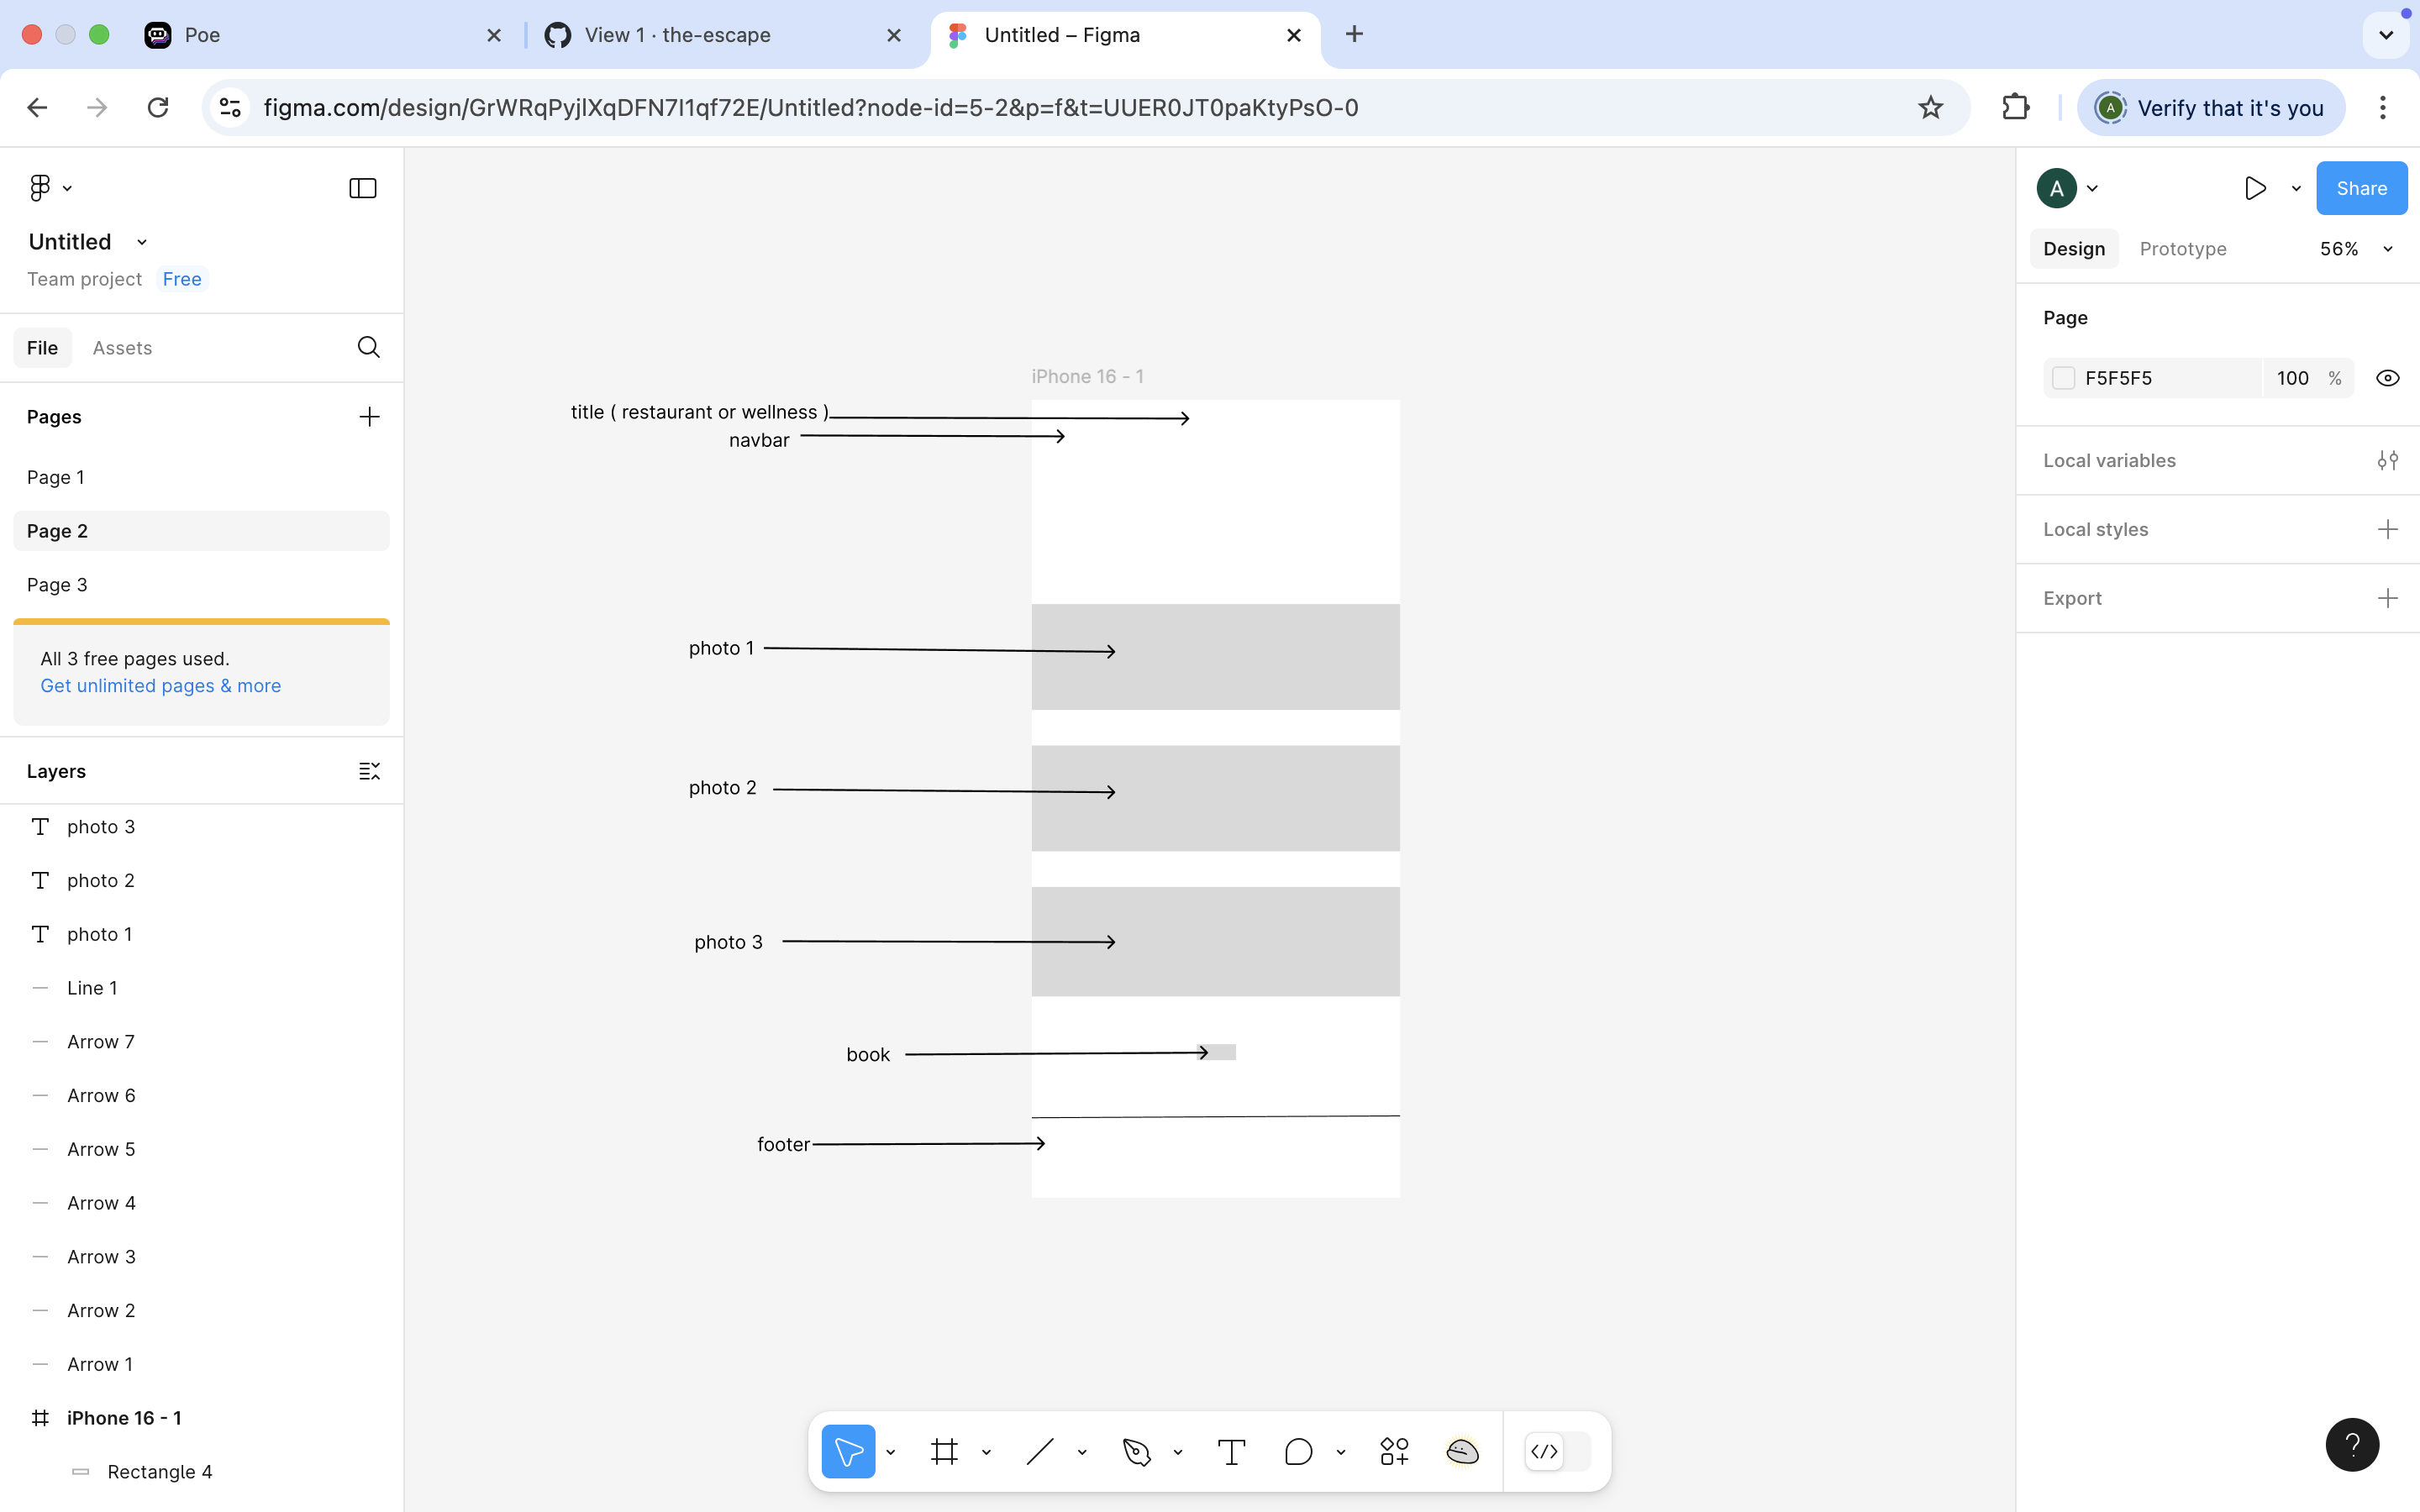 Poe
View 1 · the-escape
Untitled – Figma
figma.com/design/GrWRqPyjlXqDFN7I1qf72E/Untitled?node-id=5-2&p=f&t=UUER0JT0paKtyPsO-0
A
Verify that it's you
Untitled
Team project Free
File Assets
Pages
Page 1
Page 2
Page 3
All 3 free pages used.
Get unlimited pages & more
Layers
photo 3
photo 2
photo 1
Line 1
Arrow 7
Arrow 6
Arrow 5
Arrow 4
Arrow 3
Arrow 2
Arrow 1
iPhone 16 - 1
Rectangle 4
iPhone 16 - 1
title ( restaurant or wellness )
navbar
photo 1
photo 2
photo 3
book
footer
A
Share
Design Prototype 56%
Page
F5F5F5 100 %
Local variables
Local styles
Export
?